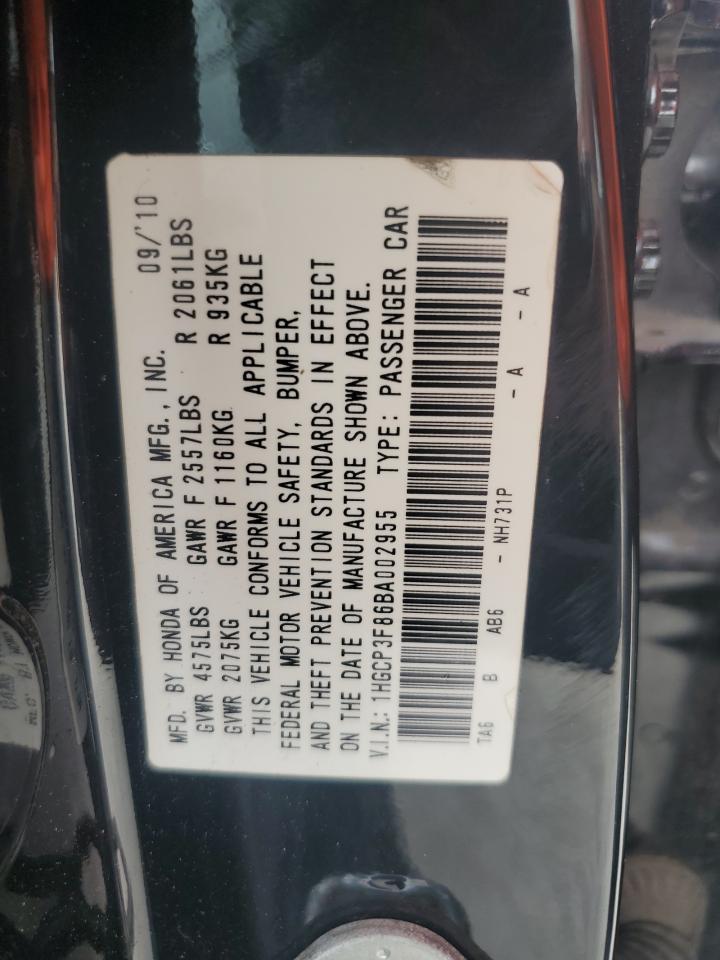 MFD. BY HONDA OF AMERICA MFG., INC. 09/'10
GVWR 4575LBS GAWR F 2557LBS R 2061LBS
GVWR 2075KG GAWR F 1160KG R 935KG
THIS VEHICLE CONFORMS TO ALL APPLICABLE
FEDERAL MOTOR VEHICLE SAFETY, BUMPER,
AND THEFT PREVENTION STANDARDS IN EFFECT
ON THE DATE OF MANUFACTURE SHOWN ABOVE.
V.I.N.: 1HGCP3F86BA002955 TYPE: PASSENGER CAR
TA6 B AB6 - NH731P - A - A